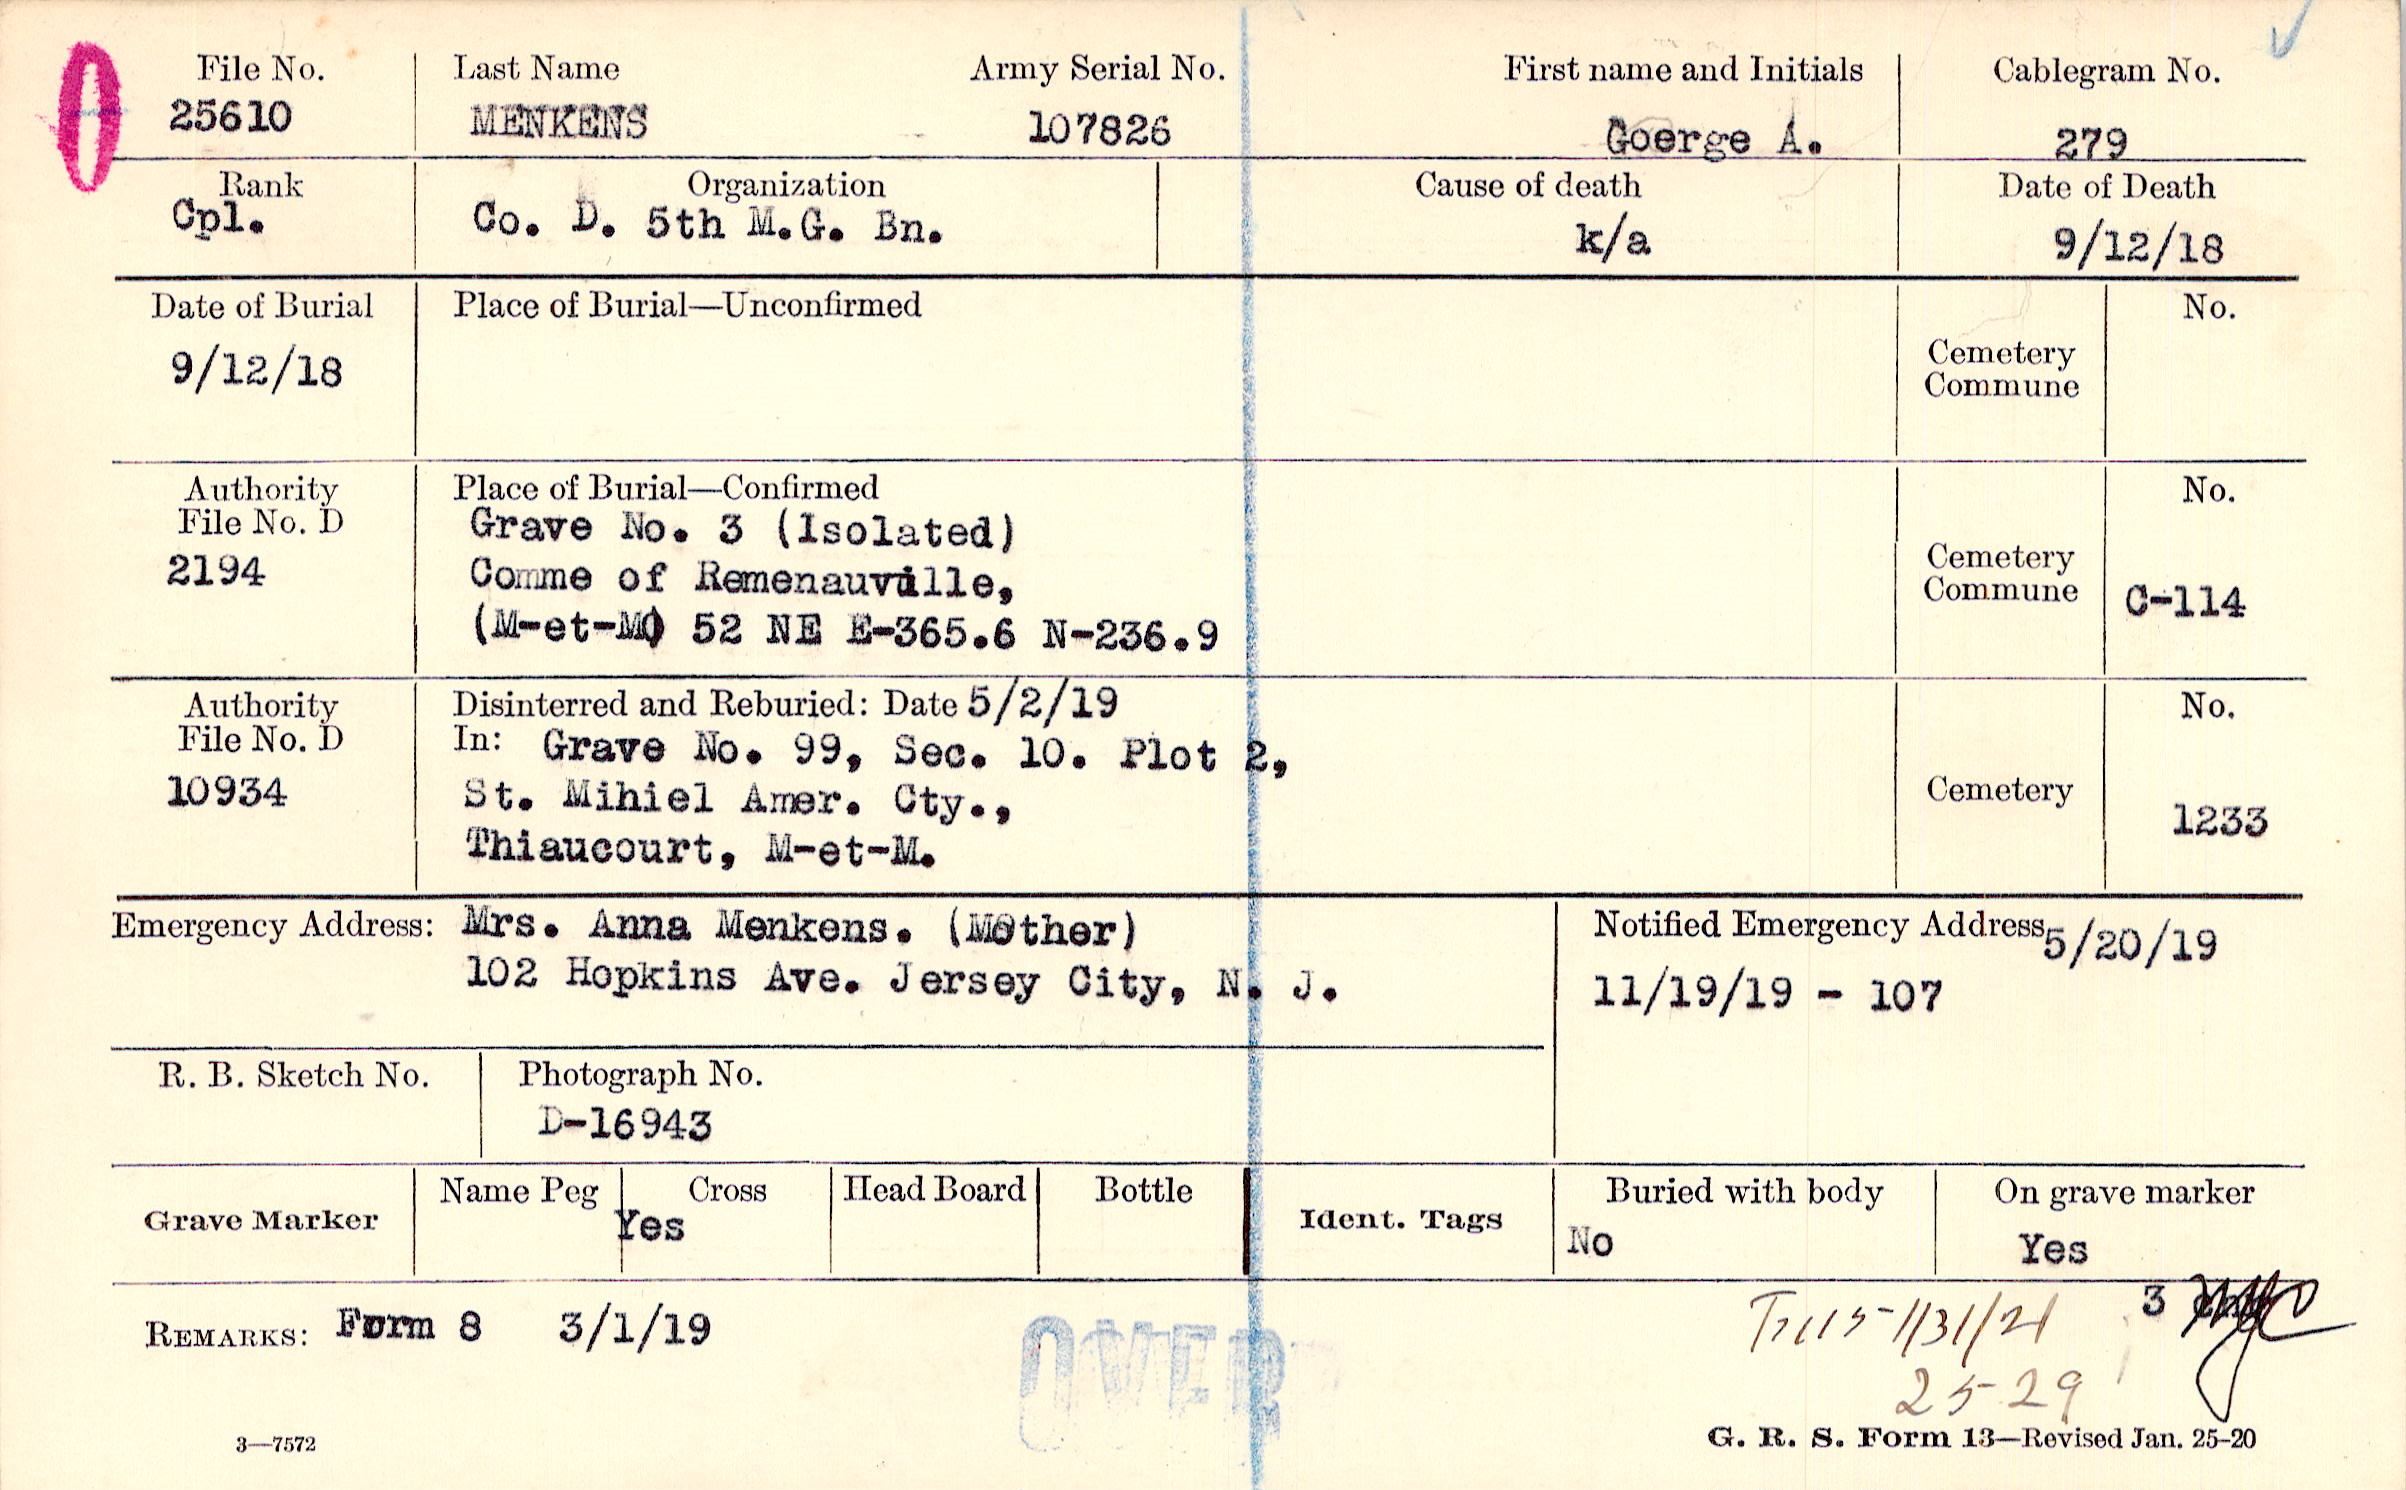 File No. Last Name Army Serial No. First name and Initials Cablegram No.
25610 MENKENS 107826 Goerge A. 279
Rank Organization Cause of death Date of Death
Cpl. Co. D. 5th M.G. Bn. k/a 9/12/18
Date of Burial Place of Burial—Unconfirmed No.
9/12/18
Cemetery
Commune
Authority Place of Burial—Confirmed No.
File No. D Grave No. 3 (Isolated)
2194 Comme of Remenauville, Cemetery
Commune C-114
(M-et-M) 52 NE E-365.6 N-236.9
Authority Disinterred and Reburied: Date 5/2/19 No.
File No. D In: Grave No. 99, Sec. 10. Plot 2,
10934 St. Mihiel Amer. Cty., Cemetery 1233
Thiaucourt, M-et-M.
Emergency Address: Mrs. Anna Menkens. (Mother) Notified Emergency Address 5/20/19
102 Hopkins Ave. Jersey City, N. J. 11/19/19 - 107
R. B. Sketch No. Photograph No.
D-16943
Name Peg Cross Head Board Bottle Buried with body On grave marker
Grave Marker Yes Ident. Tags No Yes
REMARKS: Form 8 3/1/19 1/31/21 3
OVER 25 29
3—7572 G. R. S. Form 13—Revised Jan. 25-20